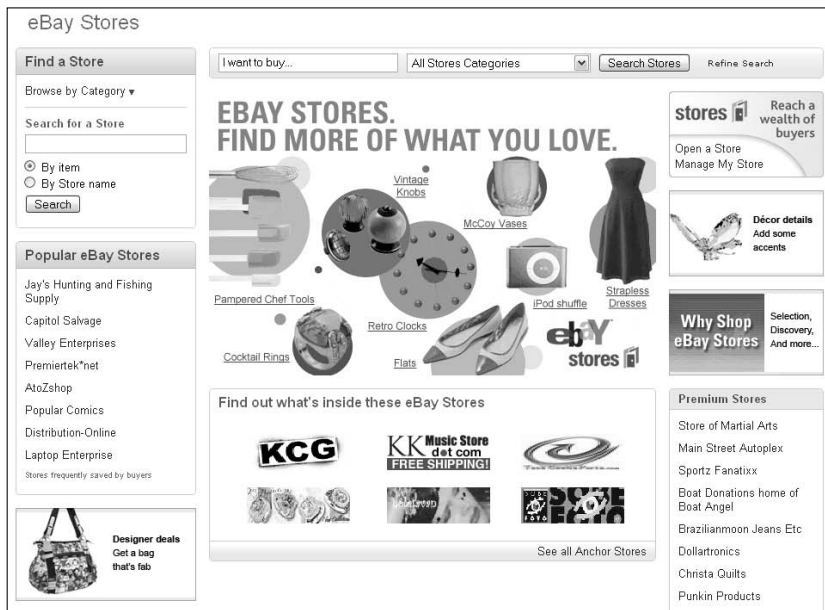 eBay Stores
Find a Store
Browse by Category ▾
Search for a Store
By item
By Store name
Search
Popular eBay Stores
Jay's Hunting and Fishing
Supply
Capitol Salvage
Valley Enterprises
Premiertek*net
AtoZshop
Popular Comics
Distribution-Online
Laptop Enterprise
Stores frequently saved by buyers
Designer deals
Get a bag
that's fab
I want to buy...
All Stores Categories
Search Stores
Refine Search
EBAY STORES.
FIND MORE OF WHAT YOU LOVE.
Vintage
Knobs
McCoy Vases
Pampered Chef Tools
iPod shuffle
Strapless
Dresses
Retro Clocks
Cocktail Rings
Flats
ebaY
stores
Find out what's inside these eBay Stores
KCG
KK Music Store
dot com
FREE SHIPPING!
See all Anchor Stores
stores
Reach a
wealth of
buyers
Open a Store
Manage My Store
Décor details
Add some
accents
Why Shop
eBay Stores
Selection,
Discovery,
And more...
Premium Stores
Store of Martial Arts
Main Street Autoplex
Sportz Fanatixx
Boat Donations home of
Boat Angel
Brazilianmoon Jeans Etc
Dollartronics
Christa Quilts
Punkin Products